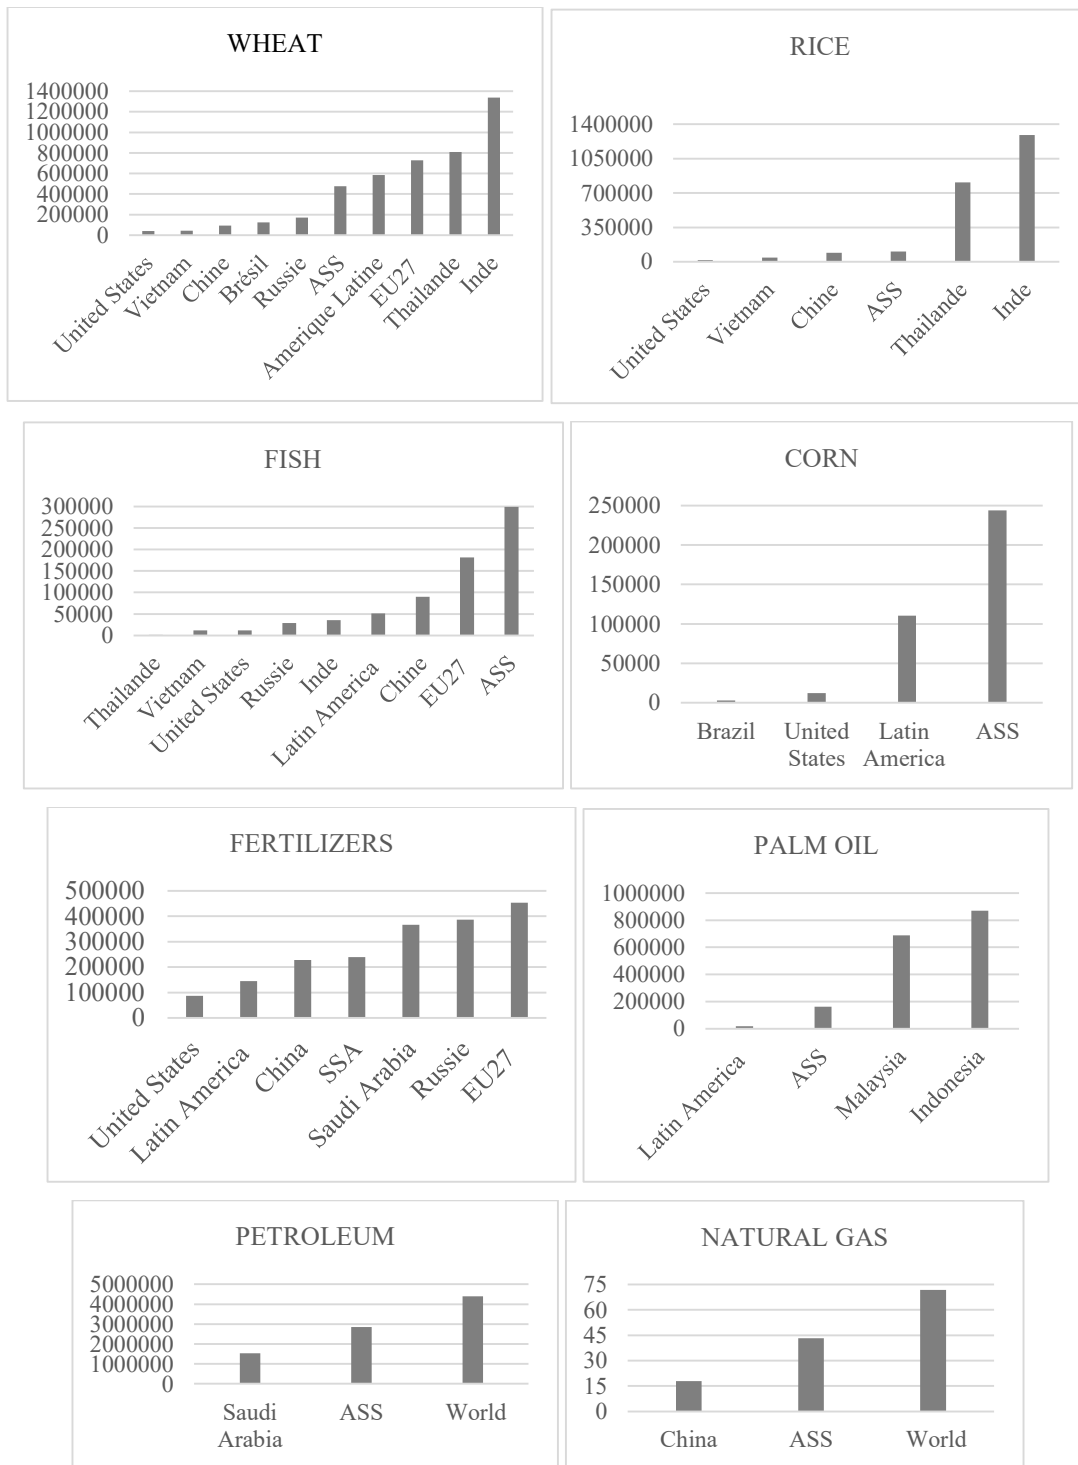 WHEAT
1400000
1200000
1000000
800000
600000
400000
200000
0
United States
Vietnam
Chine
Brésil
Russie
ASS
Amerique Latine
EU27
Thailande
Inde
RICE
1400000
1050000
700000
350000
0
United States
Vietnam
Chine
ASS
Thailande
Inde
FISH
300000
250000
200000
150000
100000
50000
0
Thailande
Vietnam
United States
Russie
Inde
Latin America
Chine
EU27
ASS
CORN
250000
200000
150000
100000
50000
0
Brazil
United
States
Latin
America
ASS
FERTILIZERS
500000
400000
300000
200000
100000
0
United States
Latin America
China
SSA
Saudi Arabia
Russie
EU27
PALM OIL
1000000
800000
600000
400000
200000
0
Latin America
ASS
Malaysia
Indonesia
PETROLEUM
5000000
4000000
3000000
2000000
1000000
0
Saudi
Arabia
ASS
World
NATURAL GAS
75
60
45
30
15
0
China
ASS
World